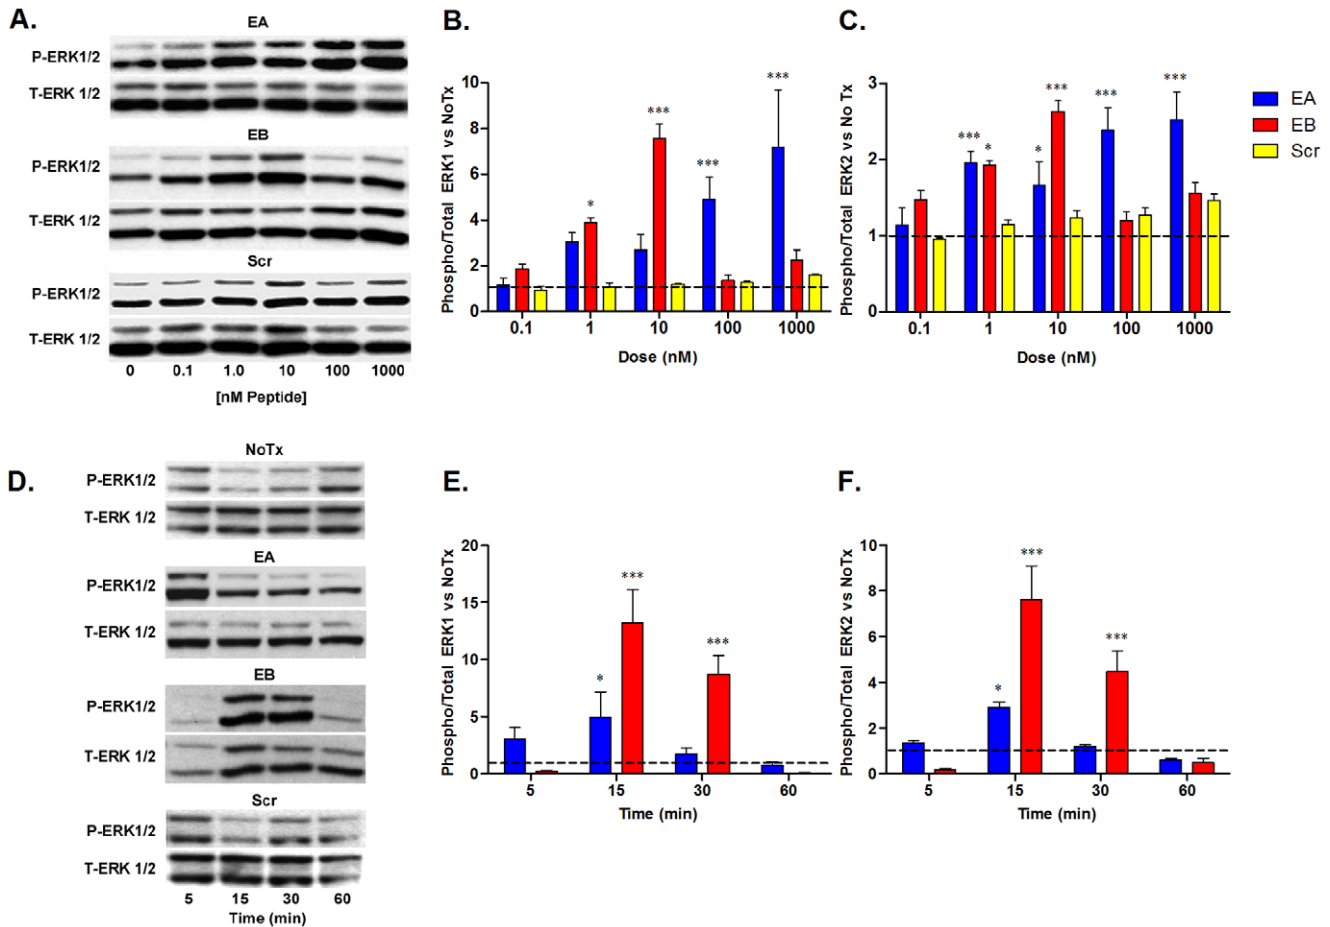 A.
EA
P-ERK1/2
T-ERK 1/2
EB
P-ERK1/2
T-ERK 1/2
Scr
P-ERK1/2
T-ERK 1/2
0 0.1 1.0 10 100 1000
[nM Peptide]
B.
Phospho/Total ERK1 vs NoTx
10
8
6
4
2
0
*
***
***
***
0.1 1 10 100 1000
Dose (nM)
C.
Phospho/Total ERK2 vs No Tx
3
2
1
0
***
*
*
***
***
***
0.1 1 10 100 1000
Dose (nM)
EA
EB
Scr
D.
NoTx
P-ERK1/2
T-ERK 1/2
EA
P-ERK1/2
T-ERK 1/2
EB
P-ERK1/2
T-ERK 1/2
Scr
P-ERK1/2
T-ERK 1/2
5 15 30 60
Time (min)
E.
Phospho/Total ERK1 vs NoTx
20
15
10
5
0
*
***
***
5 15 30 60
Time (min)
F.
Phospho/Total ERK2 vs NoTx
10
8
6
4
2
0
*
***
***
5 15 30 60
Time (min)